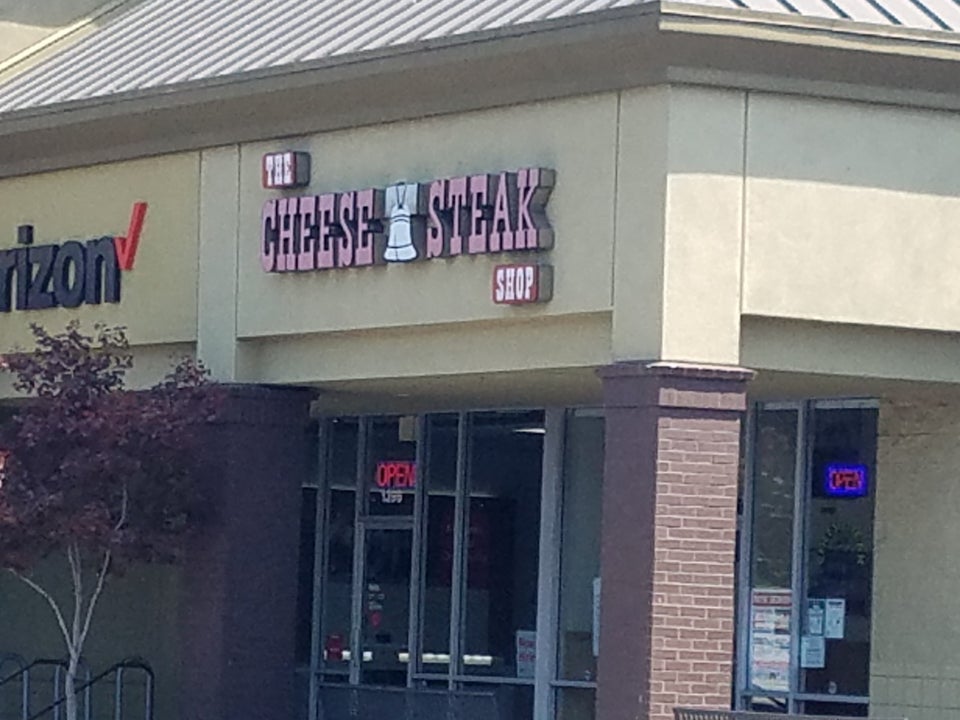 THE
CHEESE STEAK
SHOP
rizon
OPEN
OPEN